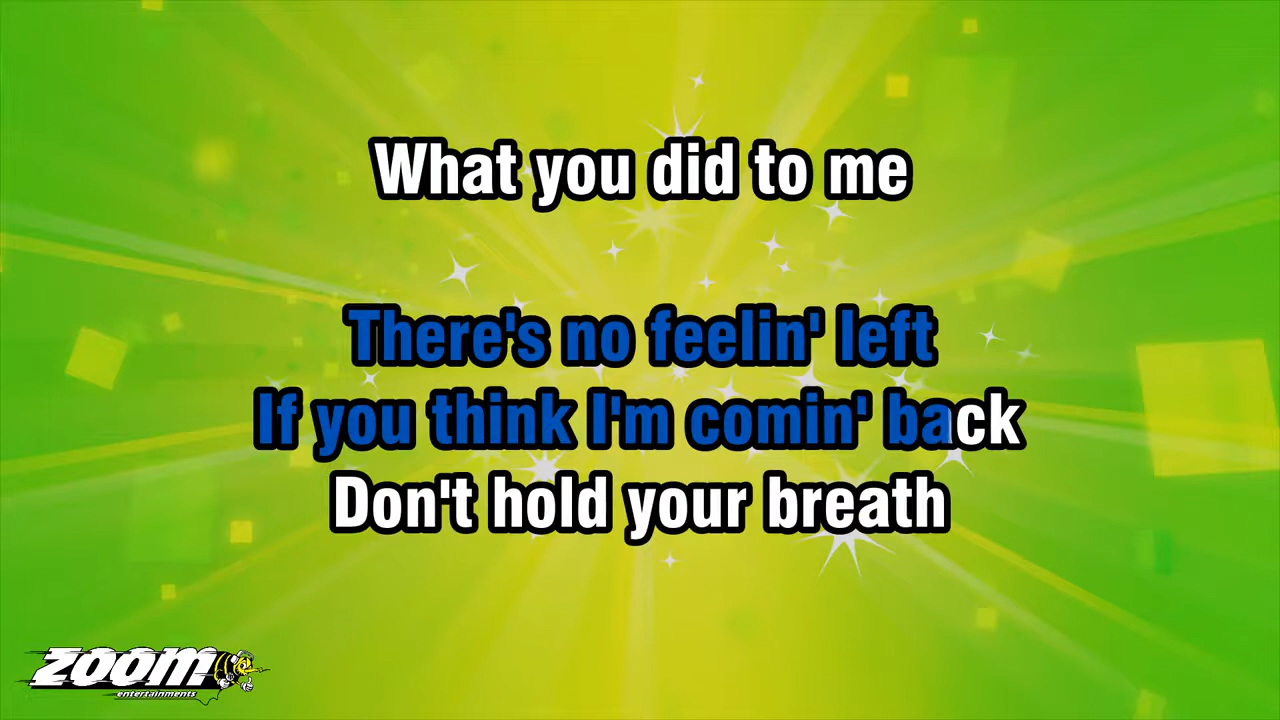 What you did to me
There's no feelin' left
If you think I'm comin' back
Don't hold your breath
zoom
entertainments